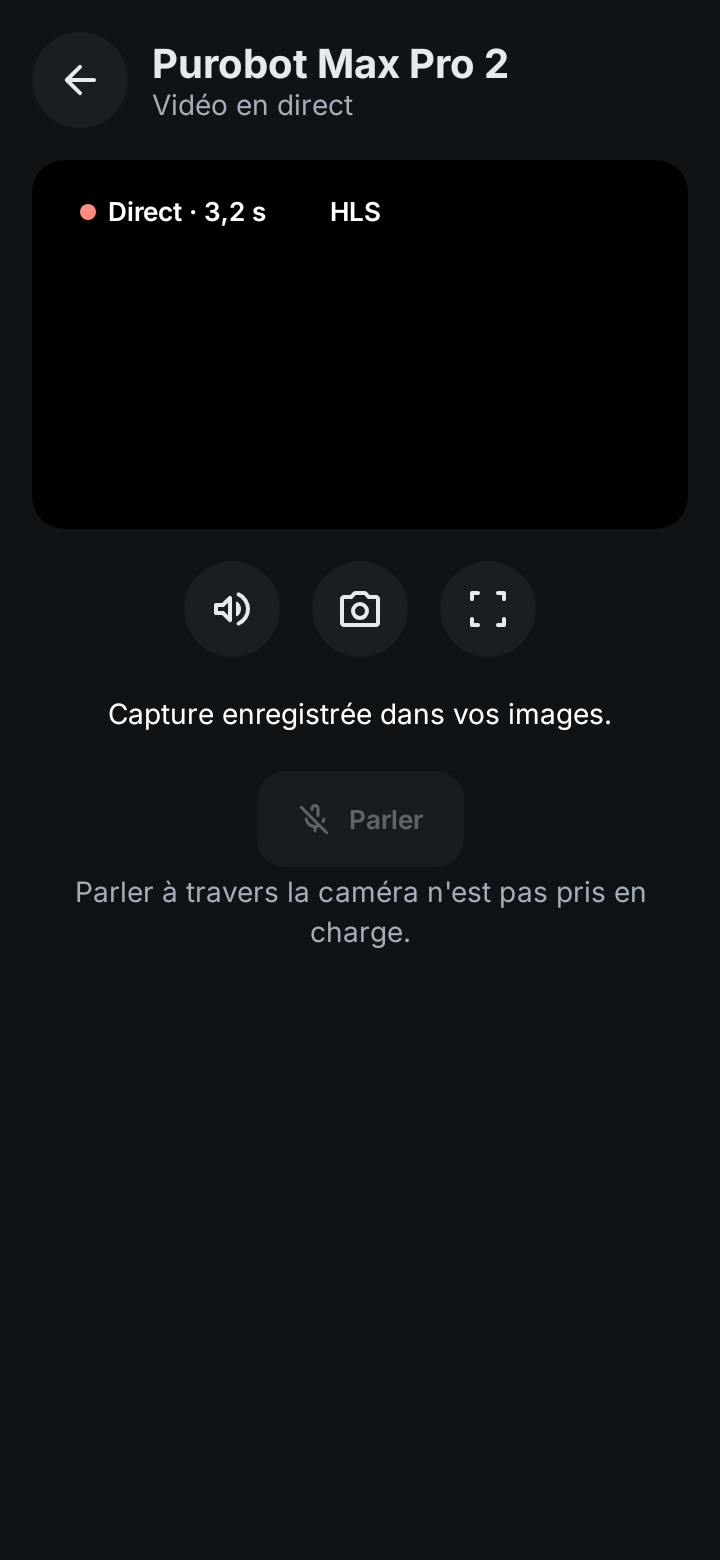 Purobot Max Pro 2
Vidéo en direct
Direct · 3,2 s HLS
Capture enregistrée dans vos images.
Parler
Parler à travers la caméra n'est pas pris en
charge.